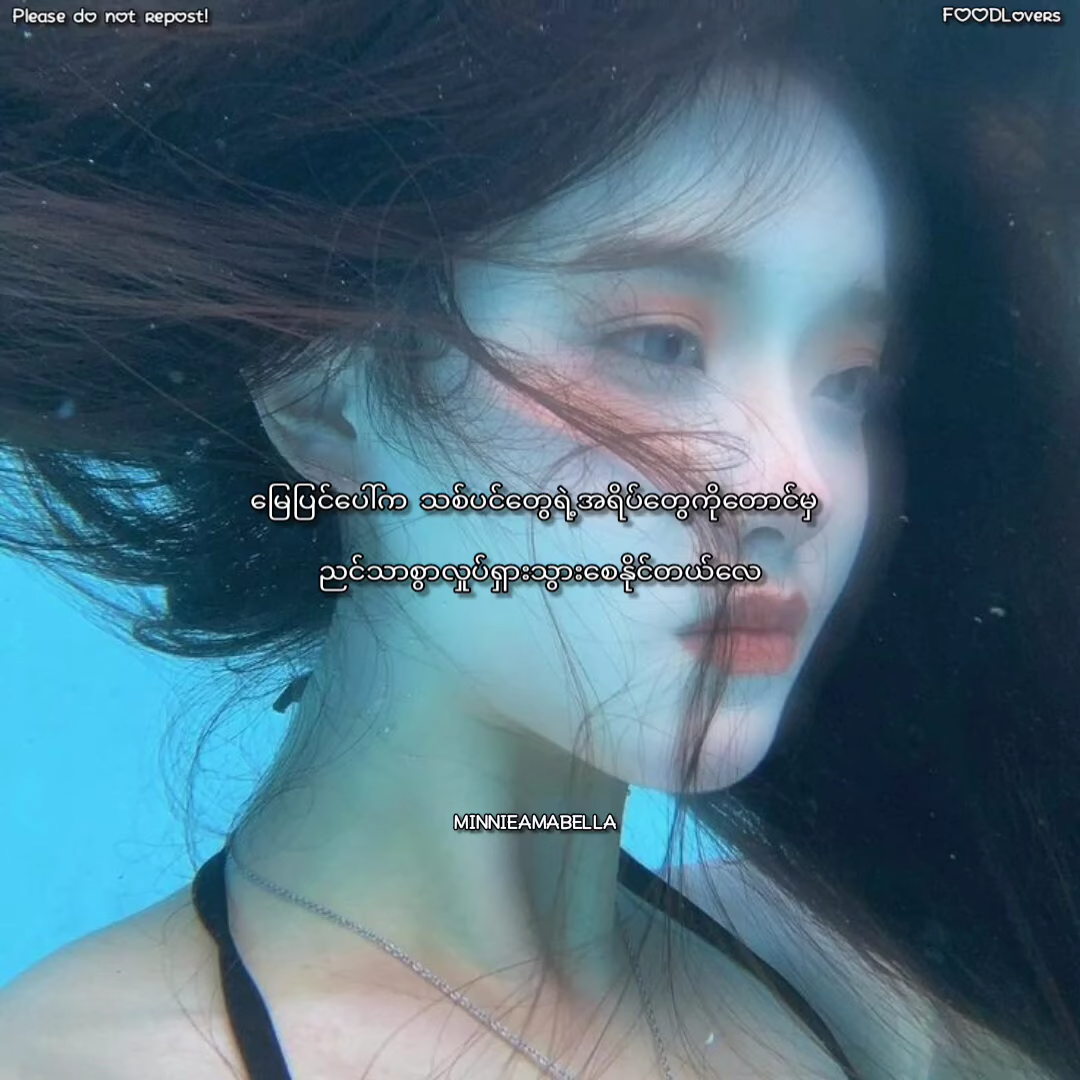 Please do not repost!
F♡♡DLovers
မြေပြင်ပေါ်က သစ်ပင်တွေရဲ့အရိပ်တွေကိုတောင်မှ
ညင်သာစွာလှုပ်ရှားသွားစေနိုင်တယ်လေ
MINNIEAMABELLA